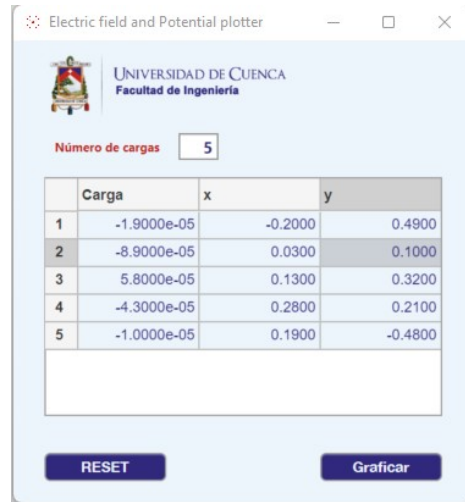 Electric field and Potential plotter
UNIVERSIDAD DE CUENCA
Facultad de Ingeniería
Número de cargas 5
Carga x y
1 -1.9000e-05 -0.2000 0.4900
2 -8.9000e-05 0.0300 0.1000
3 5.8000e-05 0.1300 0.3200
4 -4.3000e-05 0.2800 0.2100
5 -1.0000e-05 0.1900 -0.4800
RESET Graficar